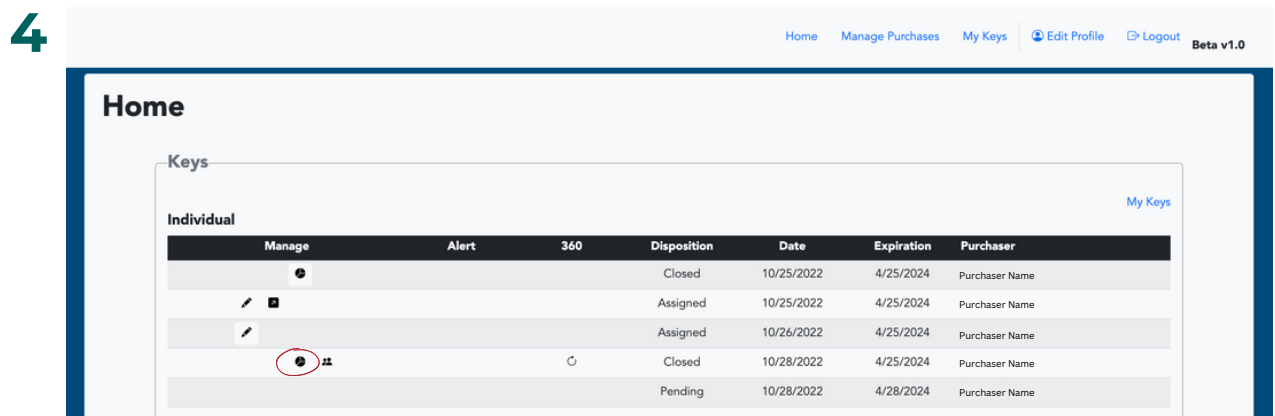 4
Home Manage Purchases My Keys Edit Profile Logout Beta v1.0
Home
Keys
My Keys
Individual
Manage Alert 360 Disposition Date Expiration Purchaser
Closed 10/25/2022 4/25/2024 Purchaser Name
Assigned 10/25/2022 4/25/2024 Purchaser Name
Assigned 10/26/2022 4/25/2024 Purchaser Name
Closed 10/28/2022 4/25/2024 Purchaser Name
Pending 10/28/2022 4/28/2024 Purchaser Name